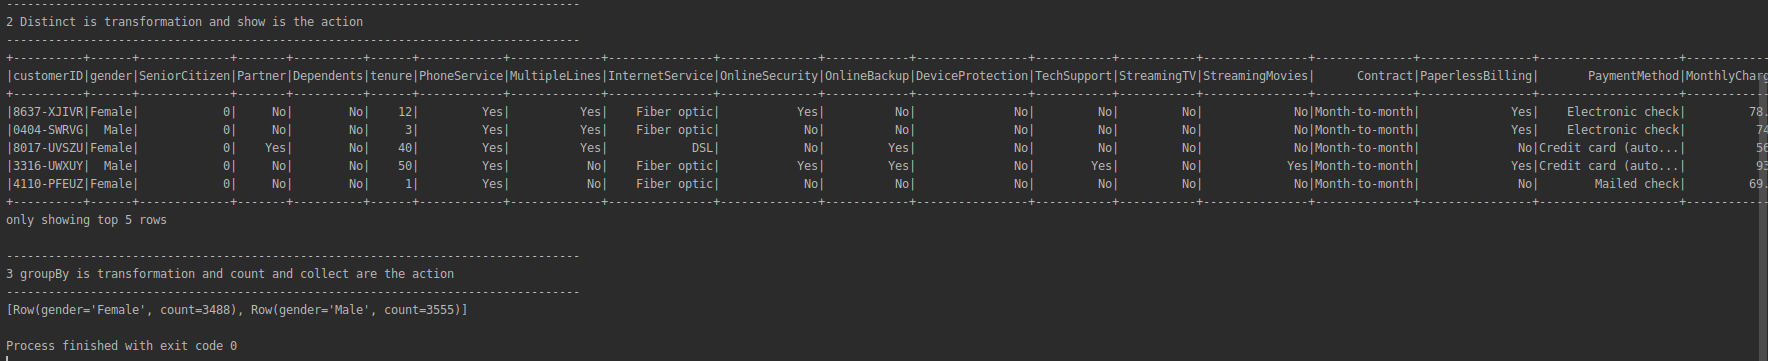 --------------------------------------------------------------------------------
2 Distinct is transformation and show is the action
--------------------------------------------------------------------------------
+----------+------+-------------+-------+----------+------+------------+-------------+---------------+--------------+------------+----------------+-----------+-----------+---------------+--------------+----------------+--------------------+------------
|customerID|gender|SeniorCitizen|Partner|Dependents|tenure|PhoneService|MultipleLines|InternetService|OnlineSecurity|OnlineBackup|DeviceProtection|TechSupport|StreamingTV|StreamingMovies|      Contract|PaperlessBilling|       PaymentMethod|MonthlyCharg
+----------+------+-------------+-------+----------+------+------------+-------------+---------------+--------------+------------+----------------+-----------+-----------+---------------+--------------+----------------+--------------------+------------
|8637-XJIVR|Female|            0|     No|        No|    12|         Yes|          Yes|    Fiber optic|           Yes|          No|              No|         No|         No|             No|Month-to-month|             Yes|    Electronic check|         78.
|0404-SWRVG|  Male|            0|     No|        No|     3|         Yes|          Yes|    Fiber optic|            No|          No|              No|         No|         No|             No|Month-to-month|             Yes|    Electronic check|          74
|8017-UVSZU|Female|            0|    Yes|        No|    40|         Yes|          Yes|            DSL|            No|         Yes|              No|         No|         No|             No|Month-to-month|              No|Credit card (auto...|          56
|3316-UWXUY|  Male|            0|     No|        No|    50|         Yes|           No|    Fiber optic|           Yes|         Yes|              No|        Yes|         No|            Yes|Month-to-month|             Yes|Credit card (auto...|          93
|4110-PFEUZ|Female|            0|     No|        No|     1|         Yes|           No|    Fiber optic|            No|          No|              No|         No|         No|             No|Month-to-month|              No|        Mailed check|         69.
+----------+------+-------------+-------+----------+------+------------+-------------+---------------+--------------+------------+----------------+-----------+-----------+---------------+--------------+----------------+--------------------+------------
only showing top 5 rows
--------------------------------------------------------------------------------
3 groupBy is transformation and count and collect are the action
--------------------------------------------------------------------------------
[Row(gender='Female', count=3488), Row(gender='Male', count=3555)]
Process finished with exit code 0